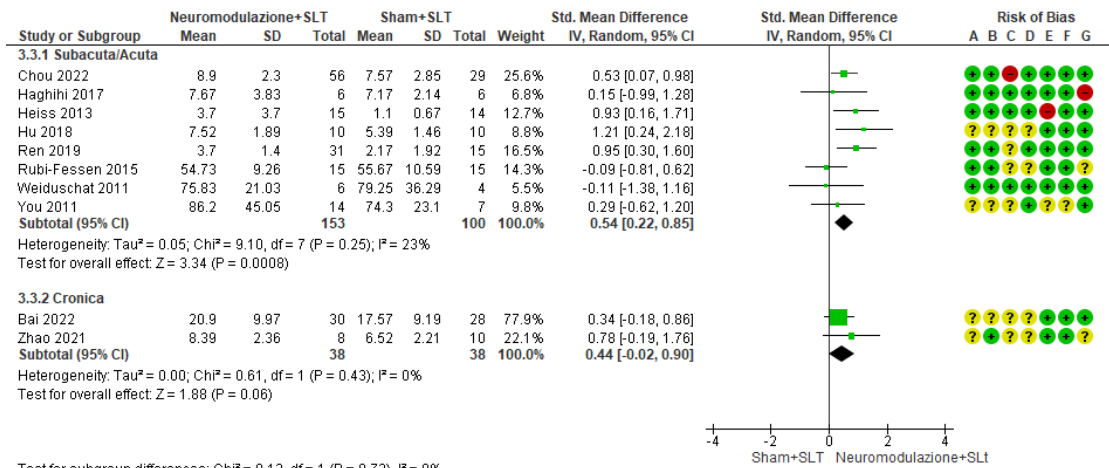 Neuromodulazione+SLT Sham+SLT Std. Mean Difference Std. Mean Difference Risk of Bias
Study or Subgroup Mean SD Total Mean SD Total Weight IV, Random, 95% CI IV, Random, 95% CI A B C D E F G
3.3.1 Subacuta/Acuta
Chou 2022 8.9 2.3 56 7.57 2.85 29 25.6% 0.53 [0.07, 0.98] + + - + + + +
Haghihi 2017 7.67 3.83 6 7.17 2.14 6 6.8% 0.15 [-0.99, 1.28] + + + + + + -
Heiss 2013 3.7 3.7 15 1.1 0.67 14 12.7% 0.93 [0.16, 1.71] + + + + - + +
Hu 2018 7.52 1.89 10 5.39 1.46 10 8.8% 1.21 [0.24, 2.18] ? ? ? ? + + +
Ren 2019 3.7 1.4 31 2.17 1.92 15 16.5% 0.95 [0.30, 1.60] + + ? + + + +
Rubi-Fessen 2015 54.73 9.26 15 55.67 10.59 15 14.3% -0.09 [-0.81, 0.62] + + ? ? + + ?
Weiduschat 2011 75.83 21.03 6 79.25 36.29 4 5.5% -0.11 [-1.38, 1.16] + + + + + + +
You 2011 86.2 45.05 14 74.3 23.1 7 9.8% 0.29 [-0.62, 1.20] ? ? ? + ? ? +
Subtotal (95% CI) 153 100 100.0% 0.54 [0.22, 0.85]
Heterogeneity: Tau² = 0.05; Chi² = 9.10, df = 7 (P = 0.25); I² = 23%
Test for overall effect: Z = 3.34 (P = 0.0008)
3.3.2 Cronica
Bai 2022 20.9 9.97 30 17.57 9.19 28 77.9% 0.34 [-0.18, 0.86] ? ? ? ? + + +
Zhao 2021 8.39 2.36 8 6.52 2.21 10 22.1% 0.78 [-0.19, 1.76] ? + ? ? + + ?
Subtotal (95% CI) 38 38 100.0% 0.44 [-0.02, 0.90]
Heterogeneity: Tau² = 0.00; Chi² = 0.61, df = 1 (P = 0.43); I² = 0%
Test for overall effect: Z = 1.88 (P = 0.06)
-4 -2 0 2 4
Sham+SLT Neuromodulazione+SLt
Test for subgroup differences: Chi² = 0.12, df = 1 (P = 0.73), I² = 0%